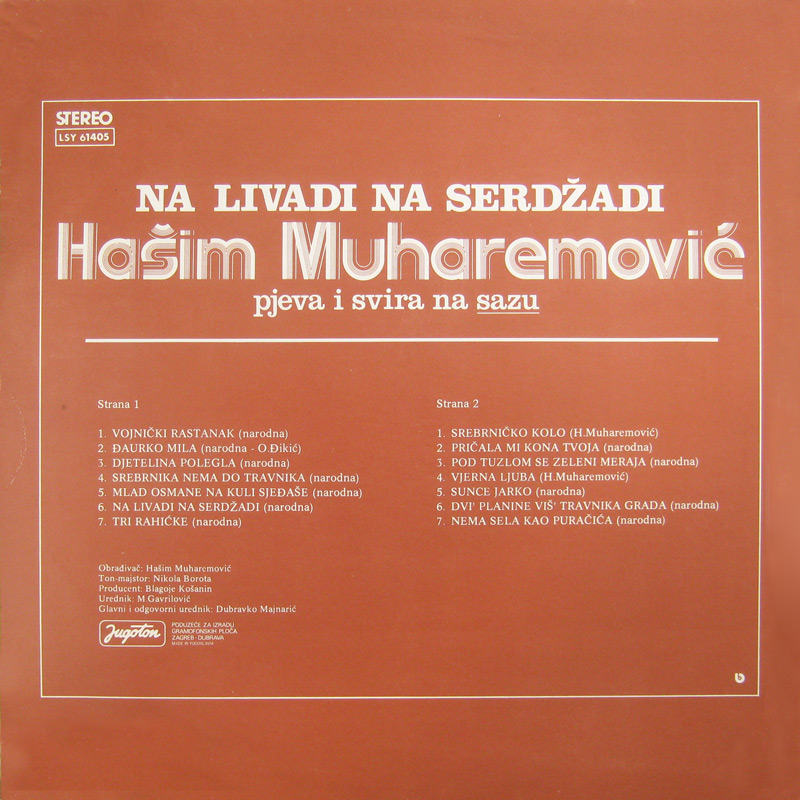 STEREO
LSY 61405
NA LIVADI NA SERDŽADI
Hašim Muharemović
pjeva i svira na sazu
Strana 1
1. VOJNIČKI RASTANAK (narodna)
2. ĐAURKO MILA (narodna - O.Đikić)
3. DJETELINA POLEGLA (narodna)
4. SREBRNIKA NEMA DO TRAVNIKA (narodna)
5. MLAD OSMANE NA KULI SJEĐAŠE (narodna)
6. NA LIVADI NA SERDŽADI (narodna)
7. TRI RAHIĆKE (narodna)
Strana 2
1. SREBRNIČKO KOLO (H.Muharemović)
2. PRIČALA MI KONA TVOJA (narodna)
3. POD TUZLOM SE ZELENI MERAJA (narodna)
4. VJERNA LJUBA (H.Muharemović)
5. SUNCE JARKO (narodna)
6. DVI' PLANINE VIŠ' TRAVNIKA GRADA (narodna)
7. NEMA SELA KAO PURAČIĆA (narodna)
Obrađivač: Hašim Muharemović
Ton-majstor: Nikola Borota
Producent: Blagoje Košanin
Urednik: M.Gavrilović
Glavni i odgovorni urednik: Dubravko Majnarić
Jugoton
PODUZEĆE ZA IZRADU
GRAMOFONSKIH PLOČA
ZAGREB - DUBRAVA
MADE IN YUGOSLAVIA
b